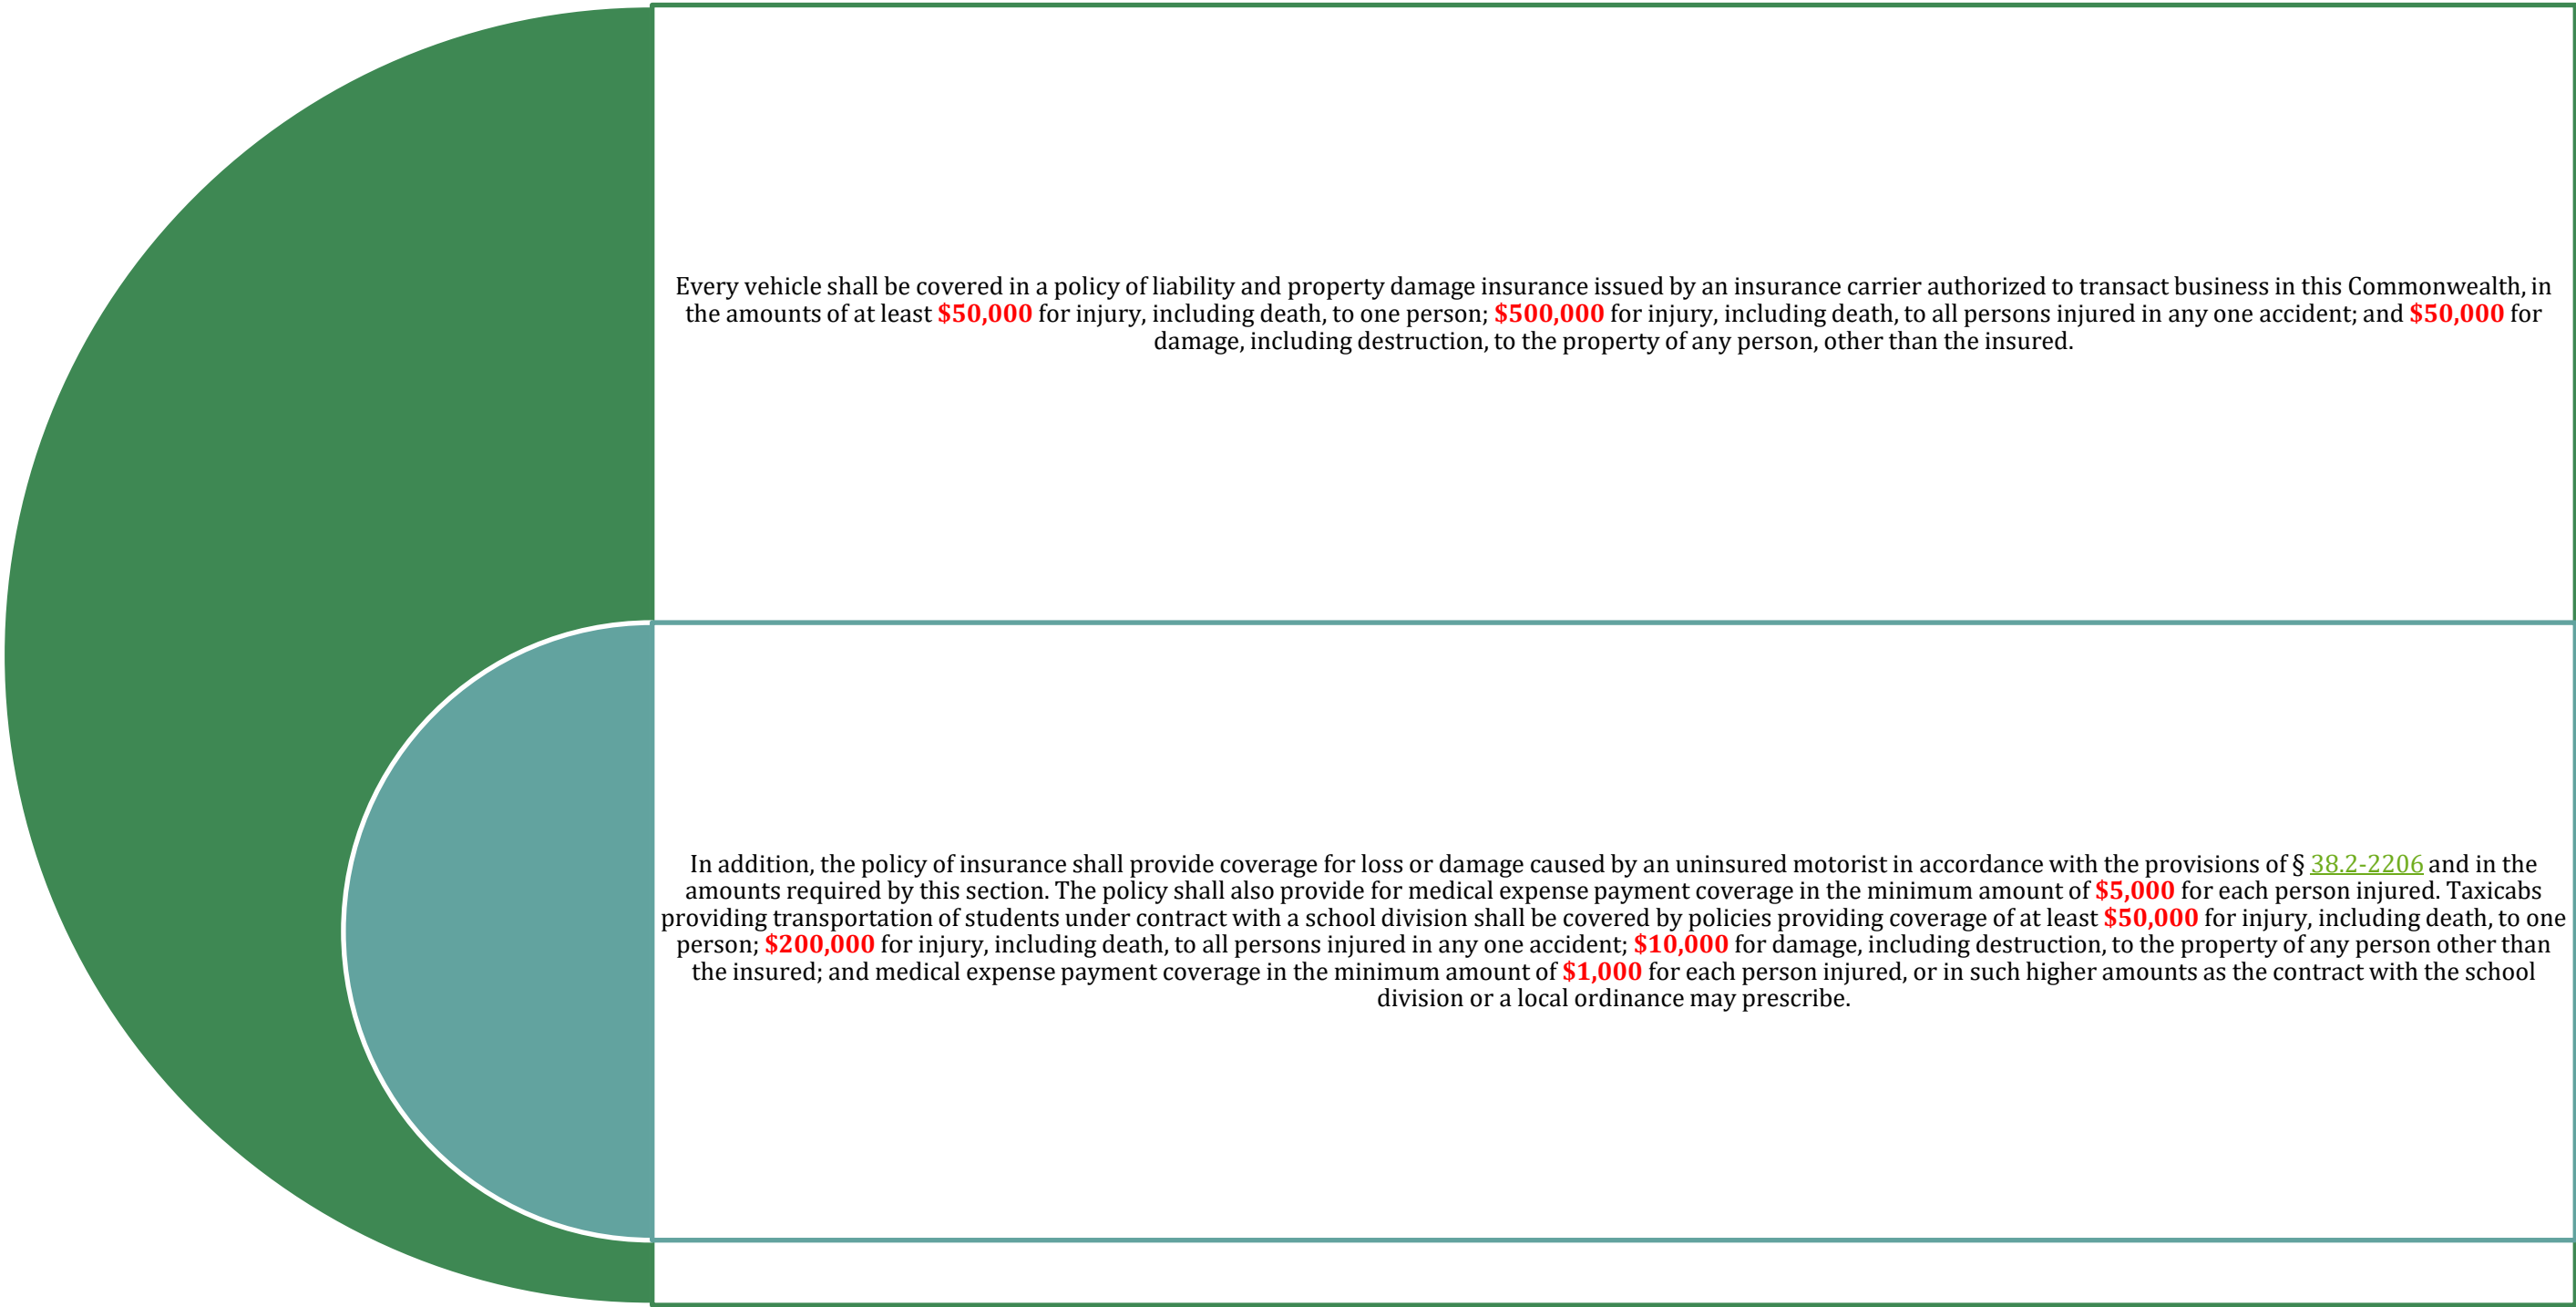 Every vehicle shall be covered in a policy of liability and property damage insurance issued by an insurance carrier authorized to transact business in this Commonwealth, in
the amounts of at least $50,000 for injury, including death, to one person; $500,000 for injury, including death, to all persons injured in any one accident; and $50,000 for
damage, including destruction, to the property of any person, other than the insured.
In addition, the policy of insurance shall provide coverage for loss or damage caused by an uninsured motorist in accordance with the provisions of § 38.2-2206 and in the
amounts required by this section. The policy shall also provide for medical expense payment coverage in the minimum amount of $5,000 for each person injured. Taxicabs
providing transportation of students under contract with a school division shall be covered by policies providing coverage of at least $50,000 for injury, including death, to one
person; $200,000 for injury, including death, to all persons injured in any one accident; $10,000 for damage, including destruction, to the property of any person other than
the insured; and medical expense payment coverage in the minimum amount of $1,000 for each person injured, or in such higher amounts as the contract with the school
division or a local ordinance may prescribe.